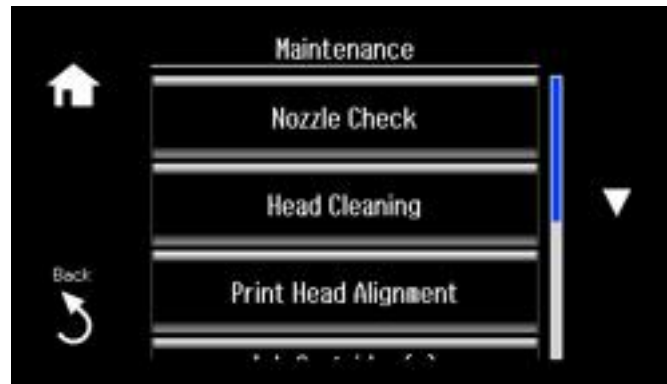 Maintenance
Nozzle Check
Head Cleaning
Back
Print Head Alignment